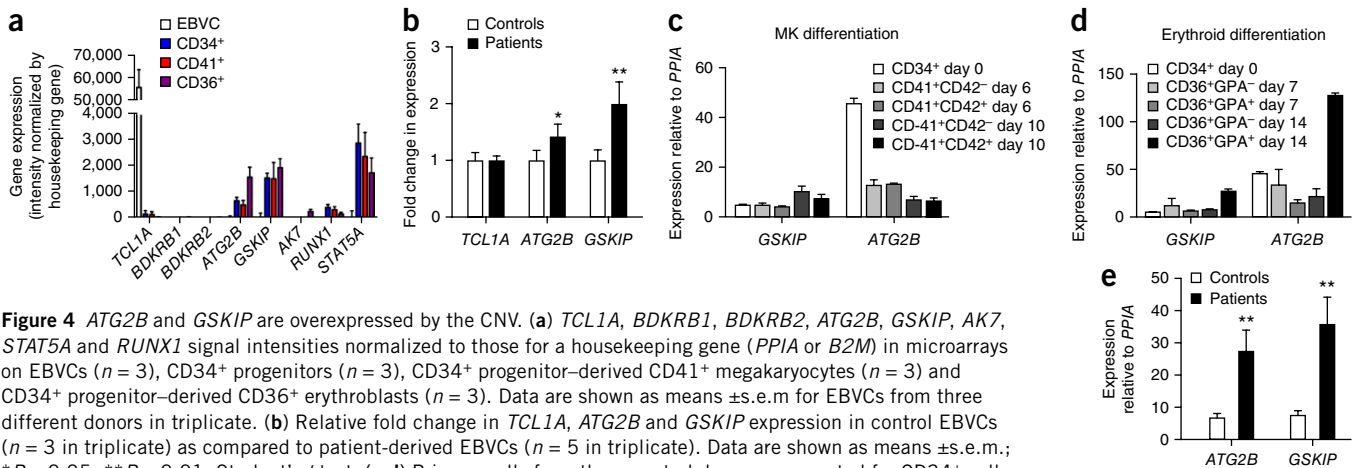 a
Gene expression
(intensity normalized by
housekeeping gene)
70,000
60,000
50,000
4,000
3,000
2,000
1,000
0
EBVC
CD34+
CD41+
CD36+
TCL1A
BDKRB1
BDKRB2
ATG2B
GSKIP
AK7
RUNX1
STAT5A
b
Controls
Patients
Fold change in expression
3
2
1
0
*
**
TCL1A ATG2B GSKIP
c
MK differentiation
Expression relative to PPIA
60
40
20
0
CD34+ day 0
CD41+CD42− day 6
CD41+CD42+ day 6
CD-41+CD42− day 10
CD-41+CD42+ day 10
GSKIP ATG2B
d
Erythroid differentiation
Expression relative to PPIA
150
100
50
0
CD34+ day 0
CD36+GPA− day 7
CD36+GPA+ day 7
CD36+GPA− day 14
CD36+GPA+ day 14
GSKIP ATG2B
e
Expression
relative to PPIA
50
40
30
20
10
0
Controls
Patients
**
**
ATG2B GSKIP
Figure 4 ATG2B and GSKIP are overexpressed by the CNV. (a) TCL1A, BDKRB1, BDKRB2, ATG2B, GSKIP, AK7,
STAT5A and RUNX1 signal intensities normalized to those for a housekeeping gene (PPIA or B2M) in microarrays
on EBVCs (n = 3), CD34+ progenitors (n = 3), CD34+ progenitor–derived CD41+ megakaryocytes (n = 3) and
CD34+ progenitor–derived CD36+ erythroblasts (n = 3). Data are shown as means ±s.e.m for EBVCs from three
different donors in triplicate. (b) Relative fold change in TCL1A, ATG2B and GSKIP expression in control EBVCs
(n = 3 in triplicate) as compared to patient-derived EBVCs (n = 5 in triplicate). Data are shown as means ±s.e.m.;